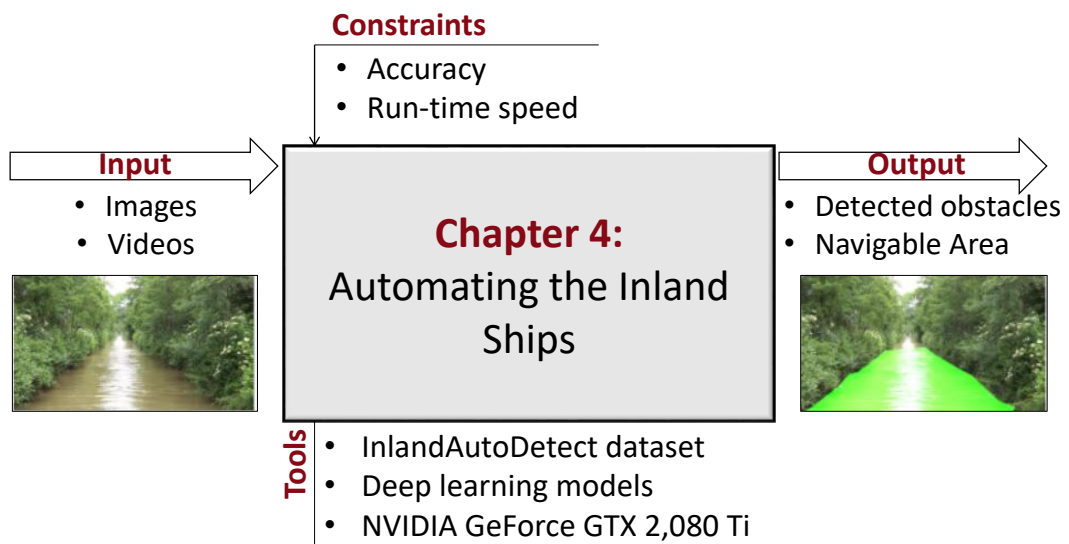 Constraints
• Accuracy
• Run-time speed
Input
• Images
• Videos
Chapter 4:
Automating the Inland
Ships
Output
• Detected obstacles
• Navigable Area
Tools
• InlandAutoDetect dataset
• Deep learning models
• NVIDIA GeForce GTX 2,080 Ti